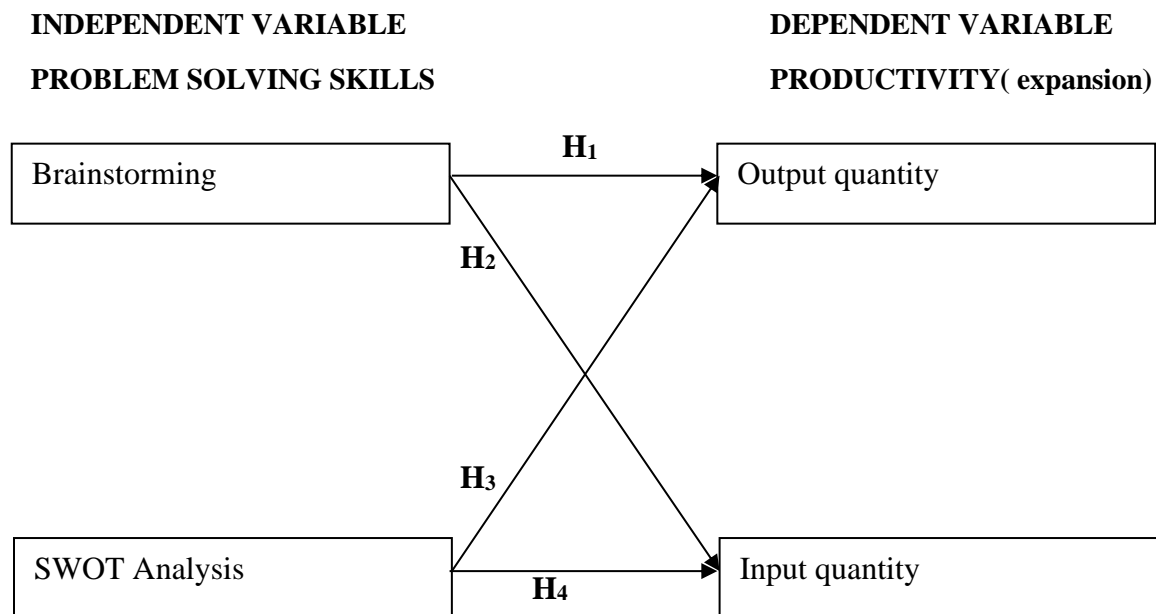 INDEPENDENT VARIABLE
DEPENDENT VARIABLE
PROBLEM SOLVING SKILLS
PRODUCTIVITY( expansion)
H1
Brainstorming
Output quantity
H2
H3
SWOT Analysis
Input quantity
H4